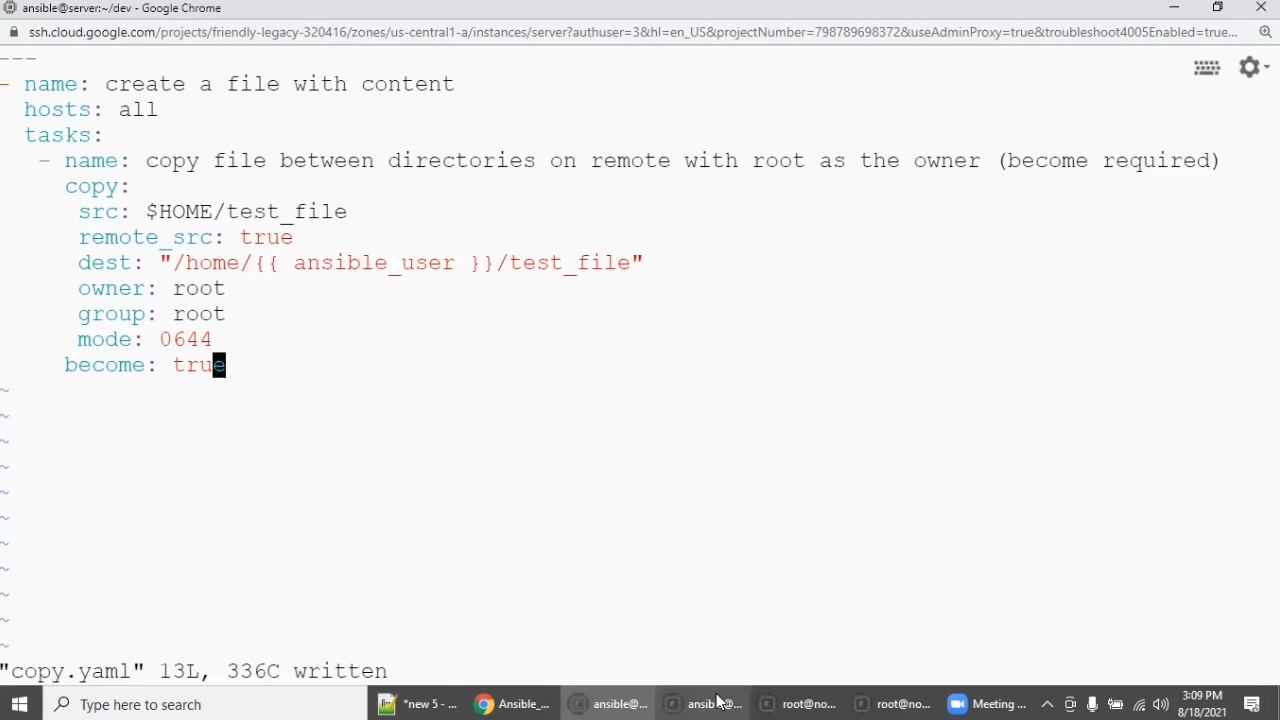 ansible@server:~/dev - Google Chrome
ssh.cloud.google.com/projects/friendly-legacy-320416/zones/us-central1-a/instances/server?authuser=3&hl=en_US&projectNumber=798789698372&useAdminProxy=true&troubleshoot4005Enabled=true...
---
- name: create a file with content
hosts: all
tasks:
- name: copy file between directories on remote with root as the owner (become required)
copy:
src: $HOME/test_file
remote_src: true
dest: "/home/{{ ansible_user }}/test_file"
owner: root
group: root
mode: 0644
become: true
~
~
~
~
~
~
~
~
~
~
~
"copy.yaml" 13L, 336C written
Type here to search
*new 5 - ...
Ansible_...
ansible@...
ansible@...
root@no...
root@no...
Meeting ...
3:09 PM
8/18/2021